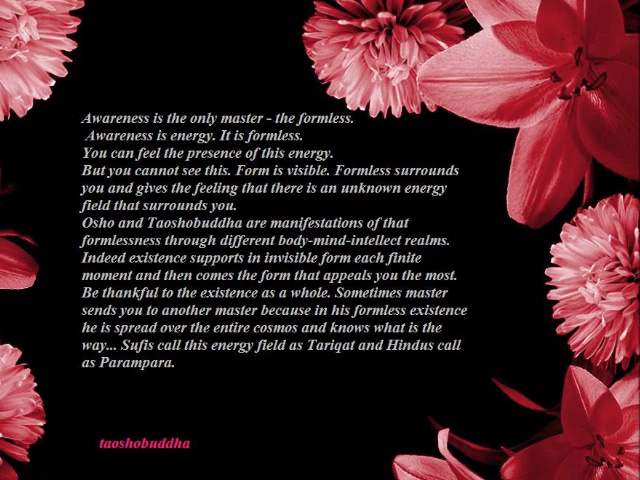 Awareness is the only master - the formless.
Awareness is energy. It is formless.
You can feel the presence of this energy.
But you cannot see this. Form is visible. Formless surrounds
you and gives the feeling that there is an unknown energy
field that surrounds you.
Osho and Taoshobuddha are manifestations of that
formlessness through different body-mind-intellect realms.
Indeed existence supports in invisible form each finite
moment and then comes the form that appeals you the most.
Be thankful to the existence as a whole. Sometimes master
sends you to another master because in his formless existence
he is spread over the entire cosmos and knows what is the
way... Sufis call this energy field as Tariqat and Hindus call
as Parampara.
taoshobuddha